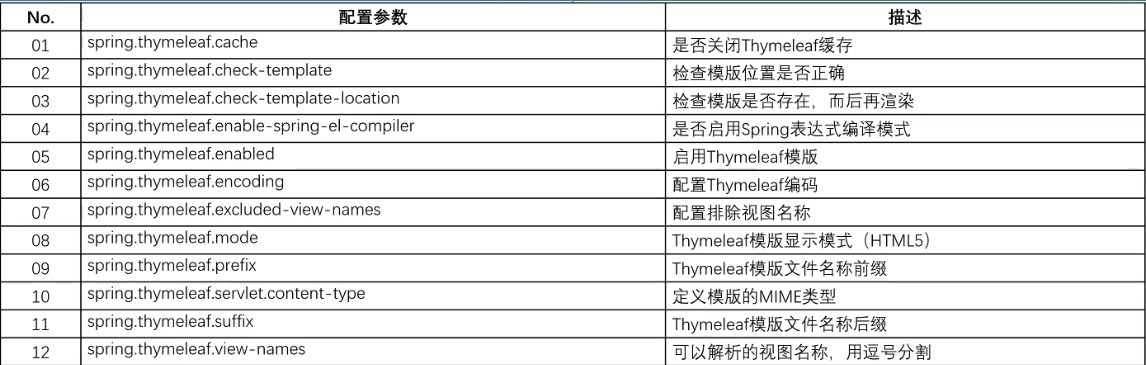 No. 配置参数 描述
01 spring.thymeleaf.cache 是否关闭Thymeleaf缓存
02 spring.thymeleaf.check-template 检查模版位置是否正确
03 spring.thymeleaf.check-template-location 检查模版是否存在，而后再渲染
04 spring.thymeleaf.enable-spring-el-compiler 是否启用Spring表达式编译模式
05 spring.thymeleaf.enabled 启用Thymeleaf模版
06 spring.thymeleaf.encoding 配置Thymeleaf编码
07 spring.thymeleaf.excluded-view-names 配置排除视图名称
08 spring.thymeleaf.mode Thymeleaf模版显示模式（HTML5）
09 spring.thymeleaf.prefix Thymeleaf模版文件名称前缀
10 spring.thymeleaf.servlet.content-type 定义模版的MIME类型
11 spring.thymeleaf.suffix Thymeleaf模版文件名称后缀
12 spring.thymeleaf.view-names 可以解析的视图名称，用逗号分割